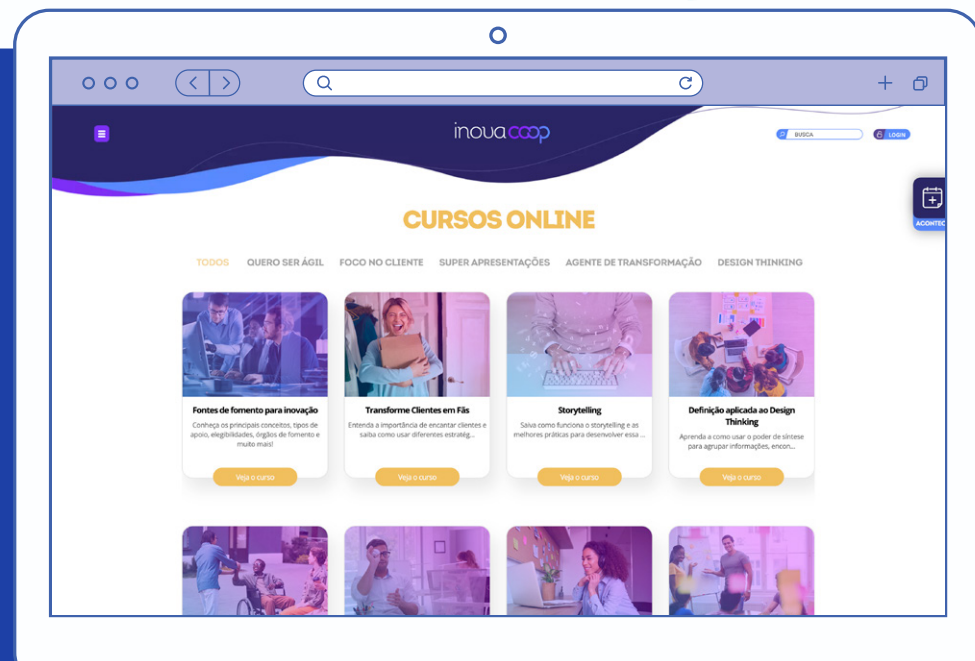 inovacoop
BUSCA
LOGIN
ACONTEC
CURSOS ONLINE
TODOS QUERO SER ÁGIL FOCO NO CLIENTE SUPER APRESENTAÇÕES AGENTE DE TRANSFORMAÇÃO DESIGN THINKING
Fontes de fomento para inovação
Conheça os principais conceitos, tipos de
apoio, elegibilidades, órgãos de fomento e
muito mais!
Veja o curso
Transforme Clientes em Fãs
Entenda a importância de encantar clientes e
saiba como usar diferentes estratég...
Veja o curso
Storytelling
Saiva como funciona o storytelling e as
melhores práticas para desenvolver essa ...
Veja o curso
Definição aplicada ao Design
Thinking
Aprenda a como usar o poder de síntese
para agrupar informações, encon...
Veja o curso